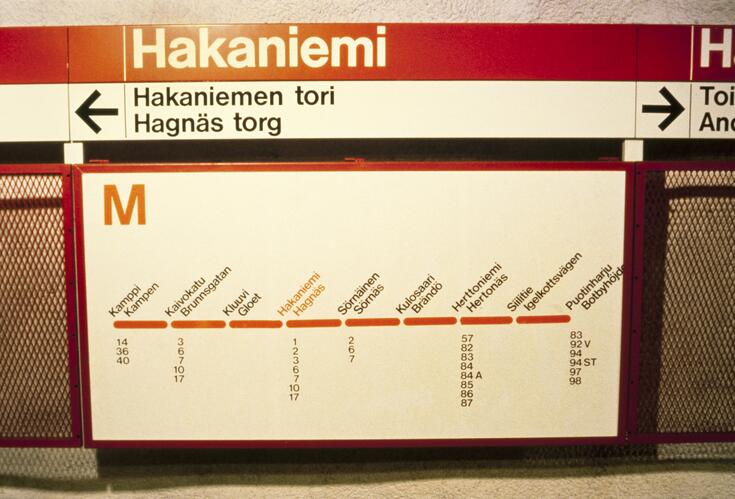 Hakaniemi
Hakaniemen tori
Hagnäs torg
M
Kamppi
Kampen
Kaivokatu
Brunnsgatan
Kluuvi
Gloet
Hakaniemi
Hagnäs
Sörnäinen
Sörnäs
Kulosaari
Brändö
Herttoniemi
Hertonäs
Siilitie
Igelkottsvägen
Puotinharju
Botbyhöjde
14
36
40
3
6
7
10
17
1
2
3
6
7
10
17
2
6
7
57
82
83
84
84 A
85
86
87
83
92 V
94
94 ST
97
98
H
Toi